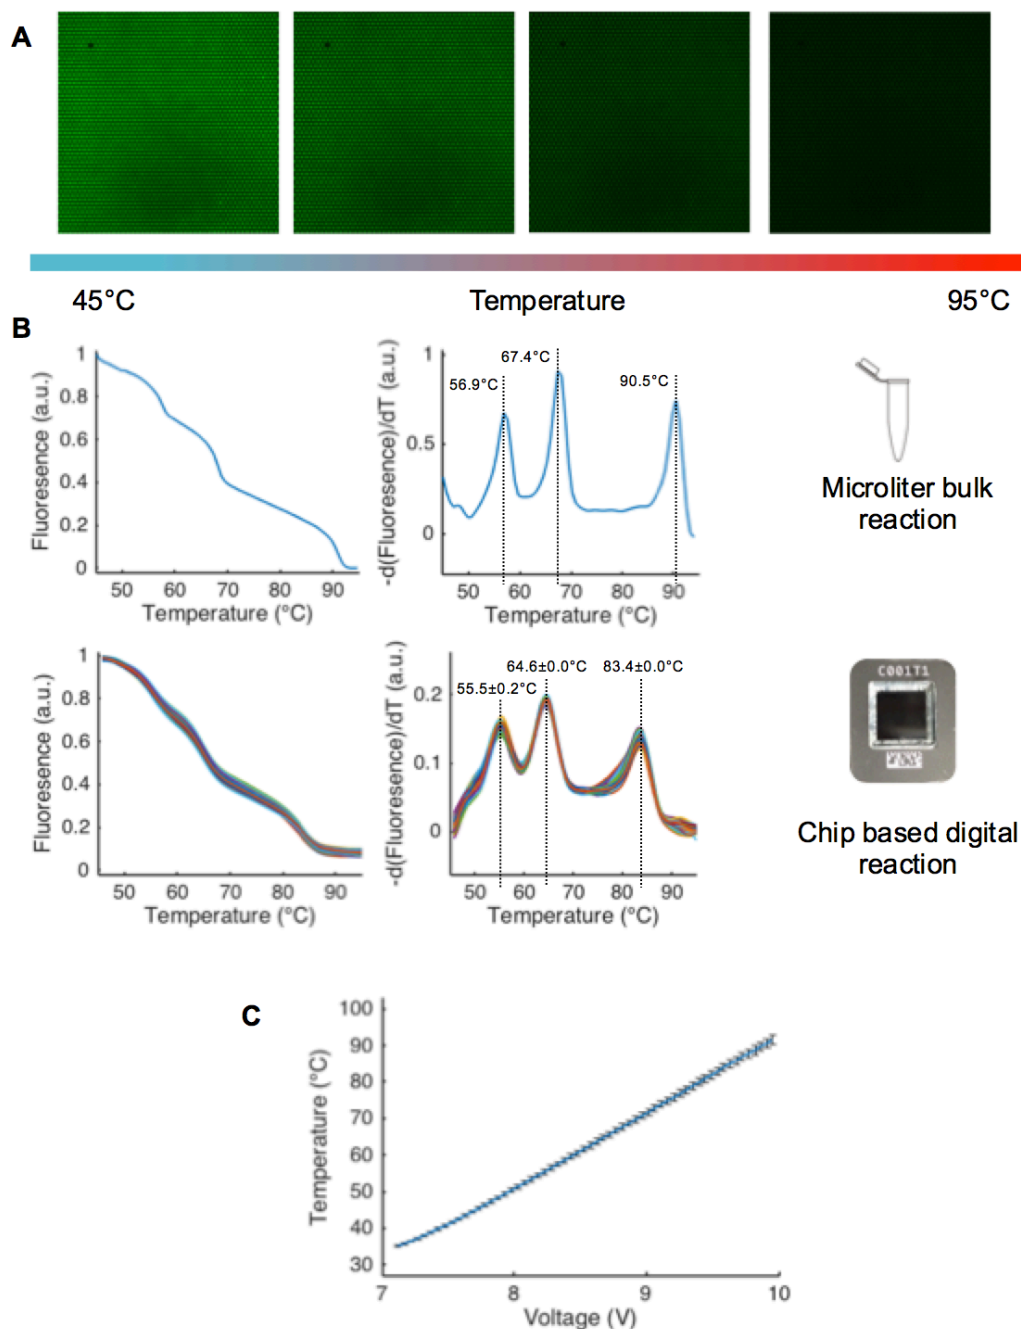 A
45°C Temperature 95°C
B
Fluoresence (a.u.)
1
0.8
0.6
0.4
0.2
0
50 60 70 80 90
Temperature (°C)
-d(Fluoresence)/dT (a.u.)
1
0.5
0
56.9°C
67.4°C
90.5°C
50 60 70 80 90
Temperature (°C)
Microliter bulk
reaction
Fluoresence (a.u.)
1
0.8
0.6
0.4
0.2
0
50 60 70 80 90
Temperature (°C)
-d(Fluoresence)/dT (a.u.)
0.2
0.1
0
55.5±0.2°C
64.6±0.0°C
83.4±0.0°C
50 60 70 80 90
Temperature (°C)
C001T1
Chip based digital
reaction
C
Temperature (°C)
100
90
80
70
60
50
40
30
7 8 9 10
Voltage (V)